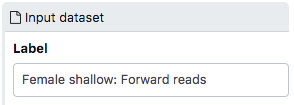 Input dataset
Label
Female shallow: Forward reads